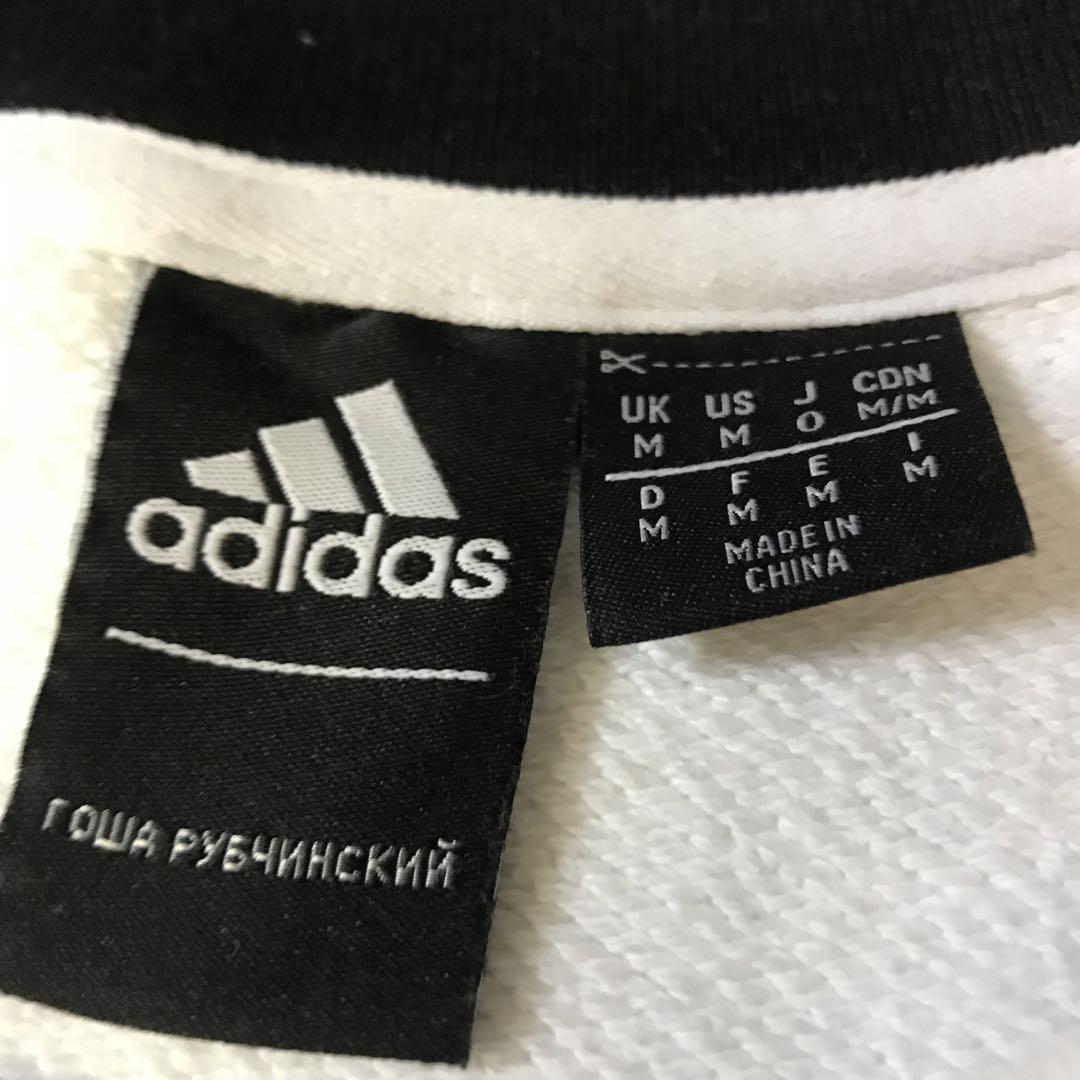 adidas
ГОША РУБЧИНСКИЙ
UK US J CDN
M M O M/M
D F E I
M M M M
MADE IN
CHINA